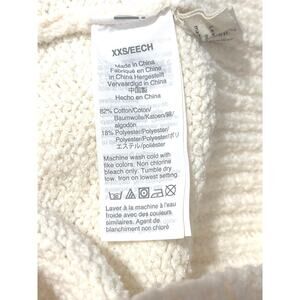 XXS/EECH
Made in China
Fabriqué en Chine
in China Hergestellt
Vervaardigd in China
中国製
Hecho en China
82% Cotton/Coton/
Baumwolle/Katoen/綿/
algodón
18% Polyester/Polyester/
Polyester/Polyester/ポリ
エステル/poliéster
Machine wash cold with
like colors. Non chlorine
bleach only. Tumble dry
low. Iron on lowest setting
Laver à la machine à l'eau
froide avec des couleurs
similaires. Agent de
blanchiment non chloré